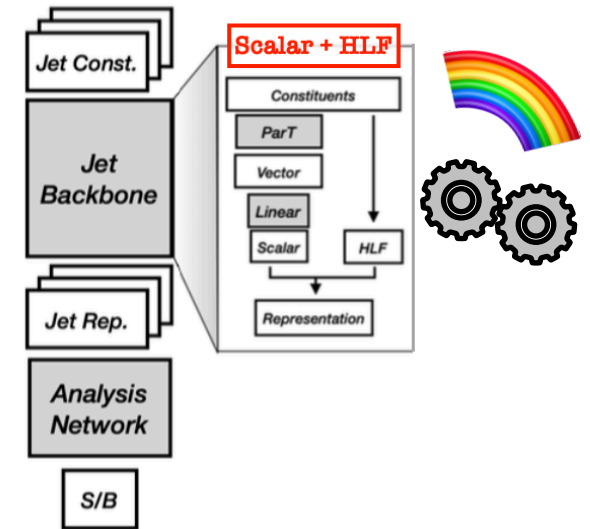 Jet Const.
Jet
Backbone
Jet Rep.
Analysis
Network
S/B
Scalar + HLF
Constituents
ParT
Vector
Linear
Scalar
HLF
Representation